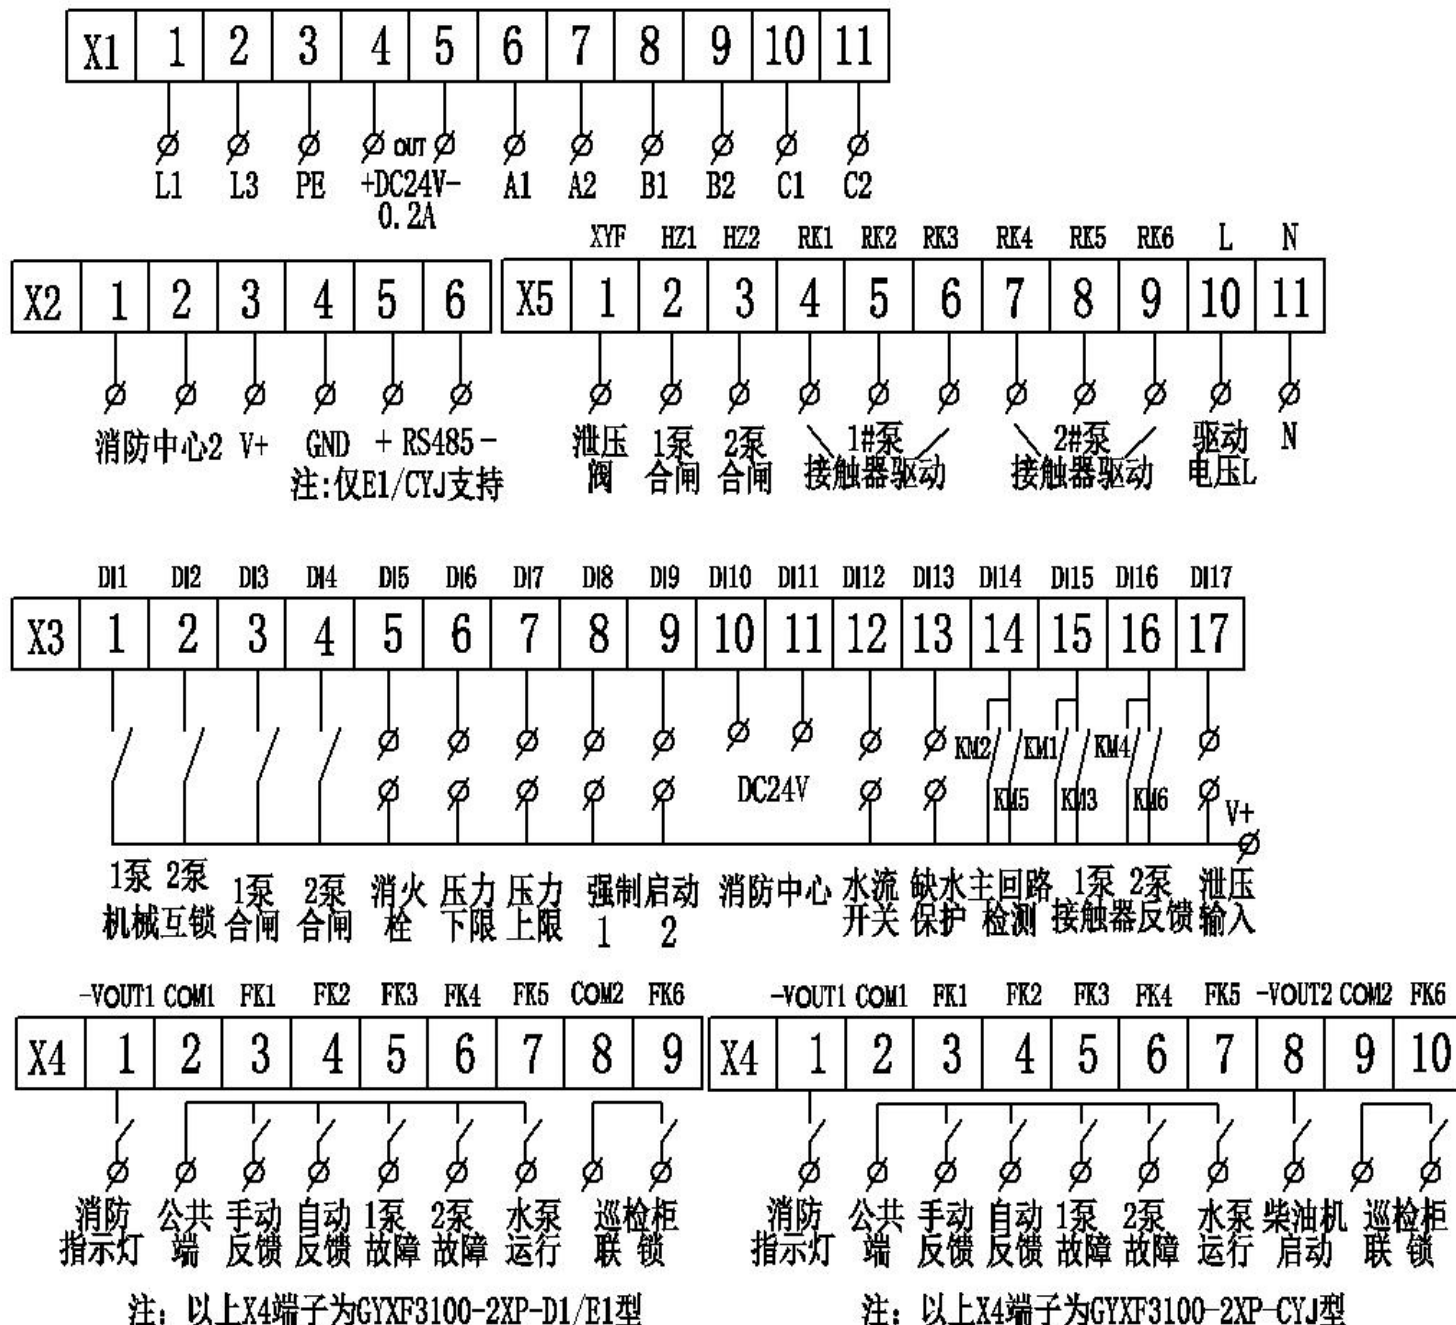 X1 1 2 3 4 5 6 7 8 9 10 11
OUT
L1 L3 PE +DC24V- A1 A2 B1 B2 C1 C2
0.2A
XYF HZ1 HZ2 RK1 RK2 RK3 RK4 RK5 RK6 L N
X2 1 2 3 4 5 6
X5 1 2 3 4 5 6 7 8 9 10 11
消防中心2 V+ GND + RS485 -
注:仅E1/CYJ支持
泄压 1泵 2泵 1#泵 2#泵 驱动 N
阀 合闸 合闸 接触器驱动 接触器驱动 电压L
DI1 DI2 DI3 DI4 DI5 DI6 DI7 DI8 DI9 DI10 DI11 DI12 DI13 DI14 DI15 DI16 DI17
X3 1 2 3 4 5 6 7 8 9 10 11 12 13 14 15 16 17
KM2 KM1 KM4
DC24V KM5 KM3 KM6
V+
1泵 2泵 1泵 2泵 消火 压力 压力 强制启动 消防中心 水流 缺水 主回路 1泵 2泵 泄压
机械互锁 合闸 合闸 栓 下限 上限 1 2 开关 保护 检测 接触器反馈 输入
-VOUT1 COM1 FK1 FK2 FK3 FK4 FK5 COM2 FK6
X4 1 2 3 4 5 6 7 8 9
消防 公共 手动 自动 1泵 2泵 水泵 巡检柜
指示灯 端 反馈 反馈 故障 故障 运行 联 锁
注: 以上X4端子为GYXF3100-2XP-D1/E1型
-VOUT1 COM1 FK1 FK2 FK3 FK4 FK5 -VOUT2 COM2 FK6
X4 1 2 3 4 5 6 7 8 9 10
消防 公共 手动 自动 1泵 2泵 水泵 柴油机 巡检柜
指示灯 端 反馈 反馈 故障 故障 运行 启动 联 锁
注: 以上X4端子为GYXF3100-2XP-CYJ型